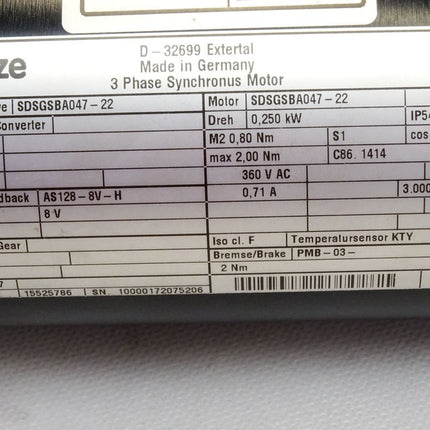 ze
D-32699 Extertal
Made in Germany
3 Phase Synchronus Motor
ve SDSGSBA047-22
Motor SDSGSBA047-22
Converter
Dreh 0,250 kW IP54
M2 0,80 Nm S1 cos
max 2,00 Nm C86.1414
360 V AC
dback AS128-8V-H
0,71 A 3.000
8 V
Gear
Iso cl. F Temperatursensor KTY
Bremse/Brake PMB-03-
2 Nm
7 15525786 SN. 10000172075206